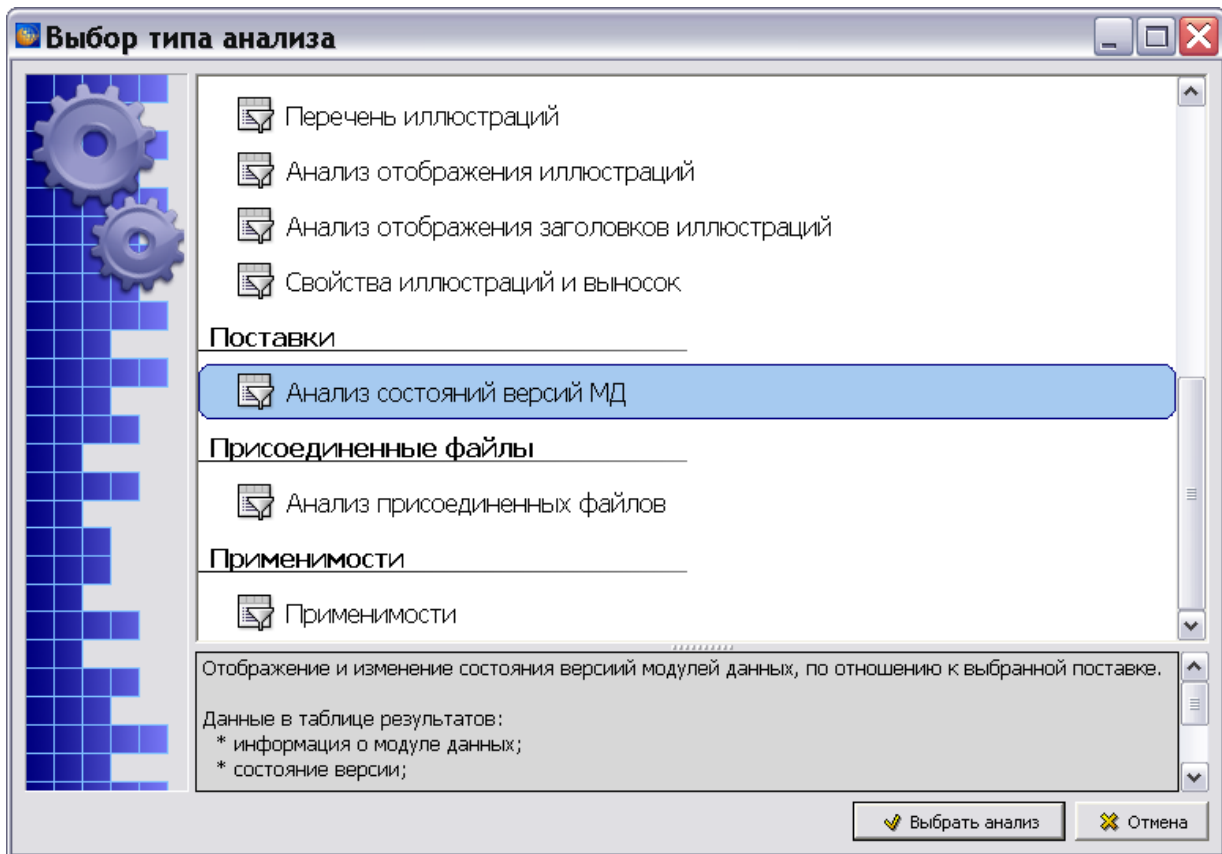 Выбор типа анализа
Перечень иллюстраций
Анализ отображения иллюстраций
Анализ отображения заголовков иллюстраций
Свойства иллюстраций и выносок
Поставки
Анализ состояний версий МД
Присоединенные файлы
Анализ присоединенных файлов
Применимости
Применимости
Отображение и изменение состояния версиий модулей данных, по отношению к выбранной поставке.
Данные в таблице результатов:
* информация о модуле данных;
* состояние версии;
Выбрать анализ
Отмена